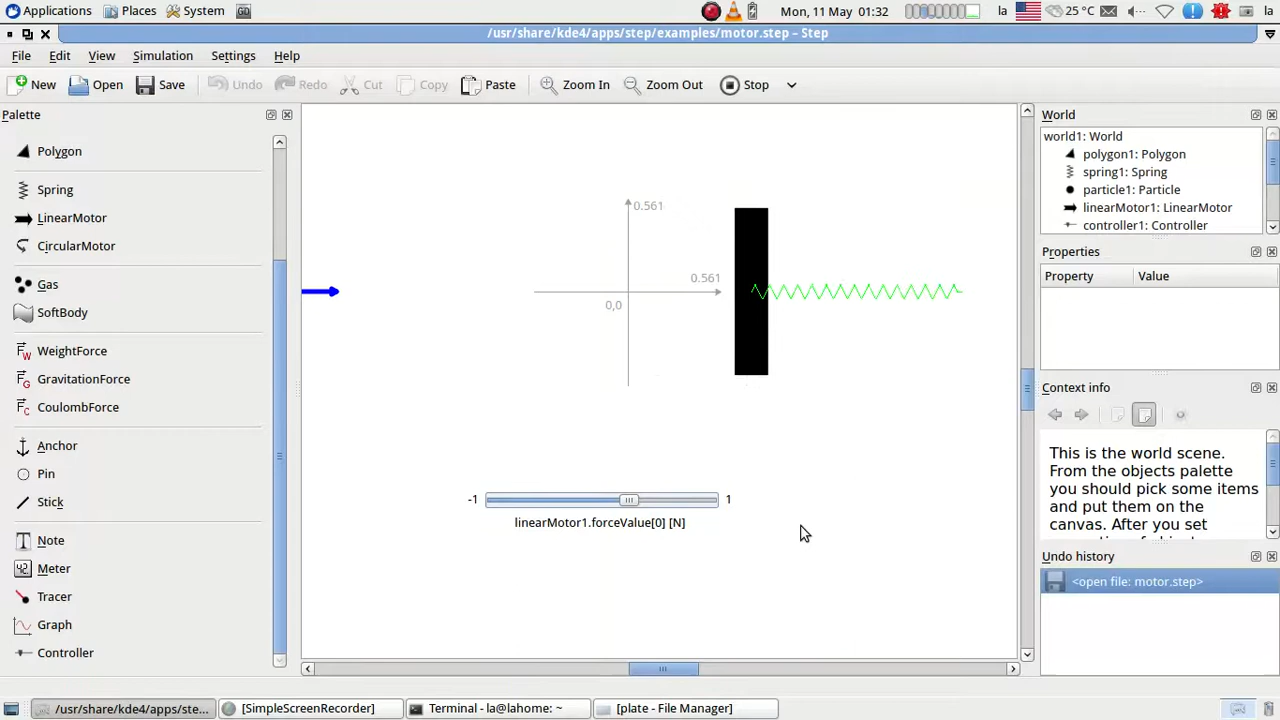 Applications Places System Mon, 11 May 01:32 la 25 °C la
/usr/share/kde4/apps/step/examples/motor.step – Step
File Edit View Simulation Settings Help
New Open Save Undo Redo Cut Copy Paste Zoom In Zoom Out Stop
Palette
Polygon
Spring
LinearMotor
CircularMotor
Gas
SoftBody
WeightForce
GravitationForce
CoulombForce
Anchor
Pin
Stick
Note
Meter
Tracer
Graph
Controller
0.561
0.561
0,0
-1
1
linearMotor1.forceValue[0] [N]
World
world1: World
polygon1: Polygon
spring1: Spring
particle1: Particle
linearMotor1: LinearMotor
controller1: Controller
Properties
Property Value
Context info
This is the world scene.
From the objects palette
you should pick some items
and put them on the
canvas. After you set
Undo history
<open file: motor.step>
/usr/share/kde4/apps/ste... [SimpleScreenRecorder] Terminal - la@lahome: ~ [plate - File Manager]